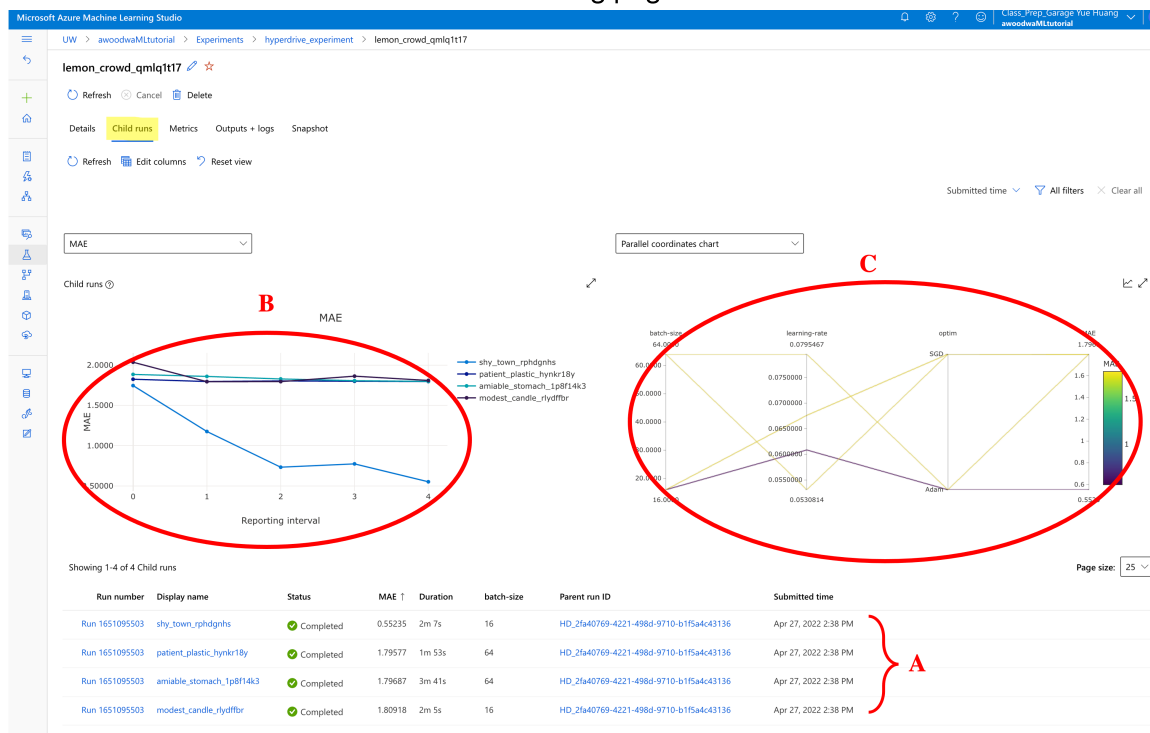 Microsoft Azure Machine Learning Studio
Class_Prep_Garage Yue Huang
awoodwaMLtutorial
UW > awoodwaMLtutorial > Experiments > hyperdrive_experiment > lemon_crowd_qmlq1t17
lemon_crowd_qmlq1t17
Refresh Cancel Delete
Details Child runs Metrics Outputs + logs Snapshot
Refresh Edit columns Reset view
Submitted time All filters Clear all
MAE
Parallel coordinates chart
Child runs
B
MAE
2.0000
1.5000
1.0000
.50000
MAE
0 1 2 3 4
Reporting interval
shy_town_rphdgnhs
patient_plastic_hynkr18y
amiable_stomach_1p8f14k3
modest_candle_rlydffbr
C
batch-size learning-rate optim MAE
64.0000 0.0795467 SGD
60.0000
50.0000
40.0000
30.0000
20.0000
16.0000
0.0750000
0.0700000
0.0650000
0.0600000
0.0550000
0.0530814
Adam
1.6
1.4
1.2
1
0.8
0.6
MAE
1.5
1
Showing 1-4 of 4 Child runs
Page size: 25
Run number Display name Status MAE ↑ Duration batch-size Parent run ID Submitted time
Run 1651095503 shy_town_rphdgnhs Completed 0.55235 2m 7s 16 HD_2fa40769-4221-498d-9710-b1f5a4c43136 Apr 27, 2022 2:38 PM
Run 1651095503 patient_plastic_hynkr18y Completed 1.79577 1m 53s 64 HD_2fa40769-4221-498d-9710-b1f5a4c43136 Apr 27, 2022 2:38 PM
Run 1651095503 amiable_stomach_1p8f14k3 Completed 1.79687 3m 41s 64 HD_2fa40769-4221-498d-9710-b1f5a4c43136 Apr 27, 2022 2:38 PM
Run 1651095503 modest_candle_rlydffbr Completed 1.80918 2m 5s 16 HD_2fa40769-4221-498d-9710-b1f5a4c43136 Apr 27, 2022 2:38 PM
A